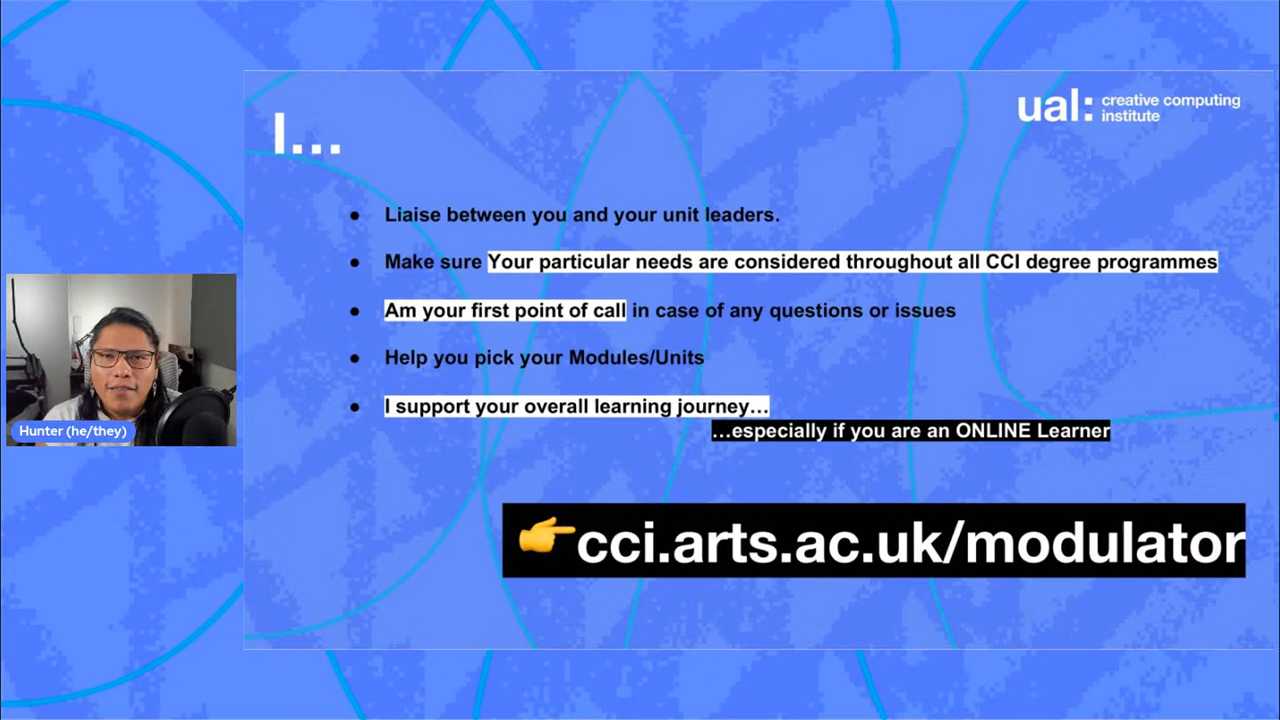 I...
ual: creative computing
institute
● Liaise between you and your unit leaders.
● Make sure Your particular needs are considered throughout all CCI degree programmes
● Am your first point of call in case of any questions or issues
● Help you pick your Modules/Units
● I support your overall learning journey…
…especially if you are an ONLINE Learner
👉cci.arts.ac.uk/modulator
Hunter (he/they)